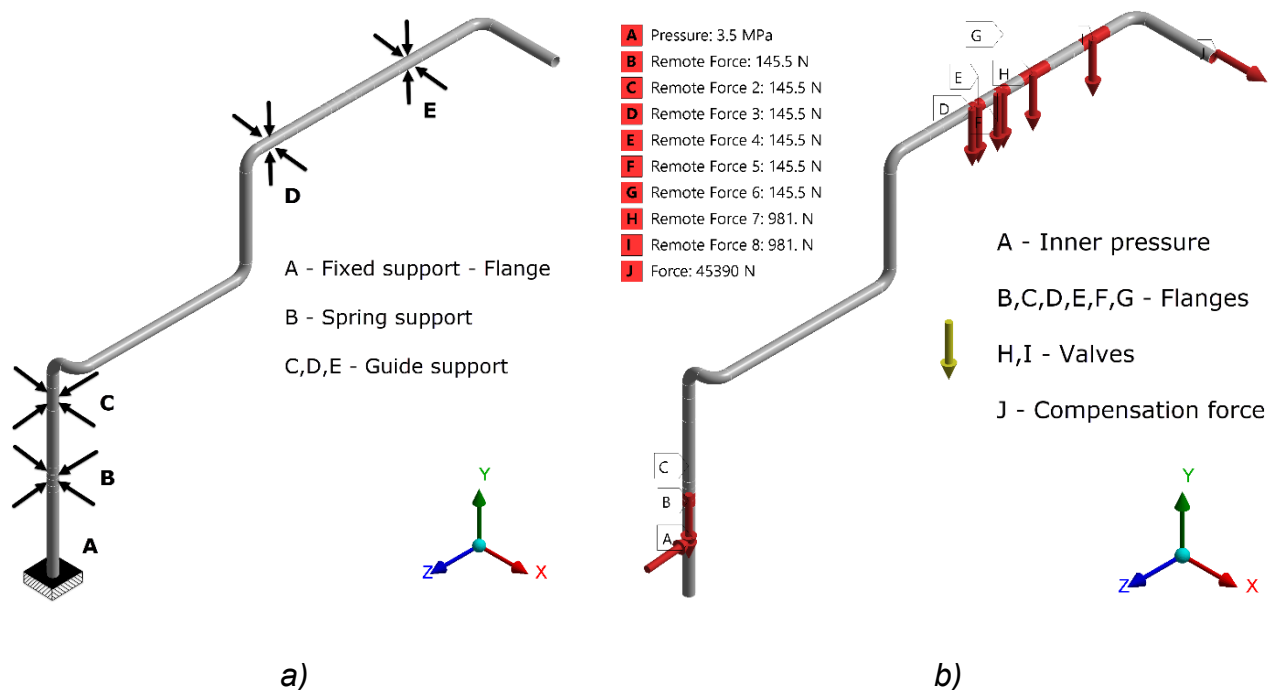 E
D
A - Fixed support - Flange
B - Spring support
C,D,E - Guide support
C
B
A
Y
Z
X
a)
A Pressure: 3.5 MPa
B Remote Force: 145.5 N
C Remote Force 2: 145.5 N
D Remote Force 3: 145.5 N
E Remote Force 4: 145.5 N
F Remote Force 5: 145.5 N
G Remote Force 6: 145.5 N
H Remote Force 7: 981. N
I Remote Force 8: 981. N
J Force: 45390 N
G
H
E
D
F
A - Inner pressure
B,C,D,E,F,G - Flanges
H,I - Valves
J - Compensation force
C
B
A
Y
Z
X
b)